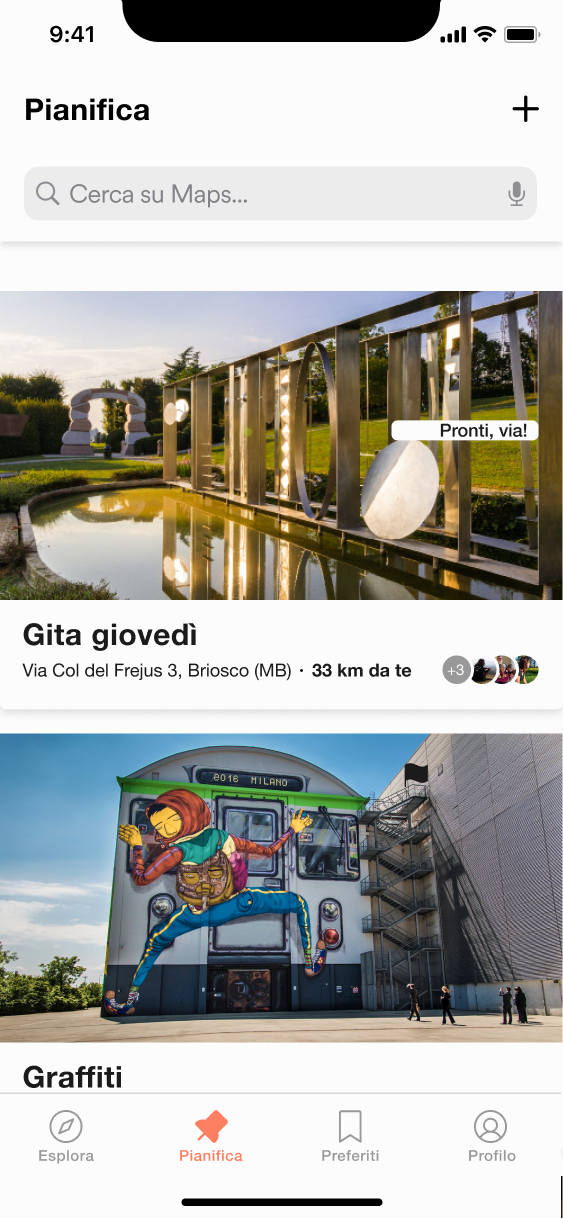 9:41
Pianifica
Cerca su Maps...
Pronti, via!
Gita giovedì
Via Col del Frejus 3, Briosco (MB) · 33 km da te
+3
2016 MILANO
Graffiti
Esplora
Pianifica
Preferiti
Profilo